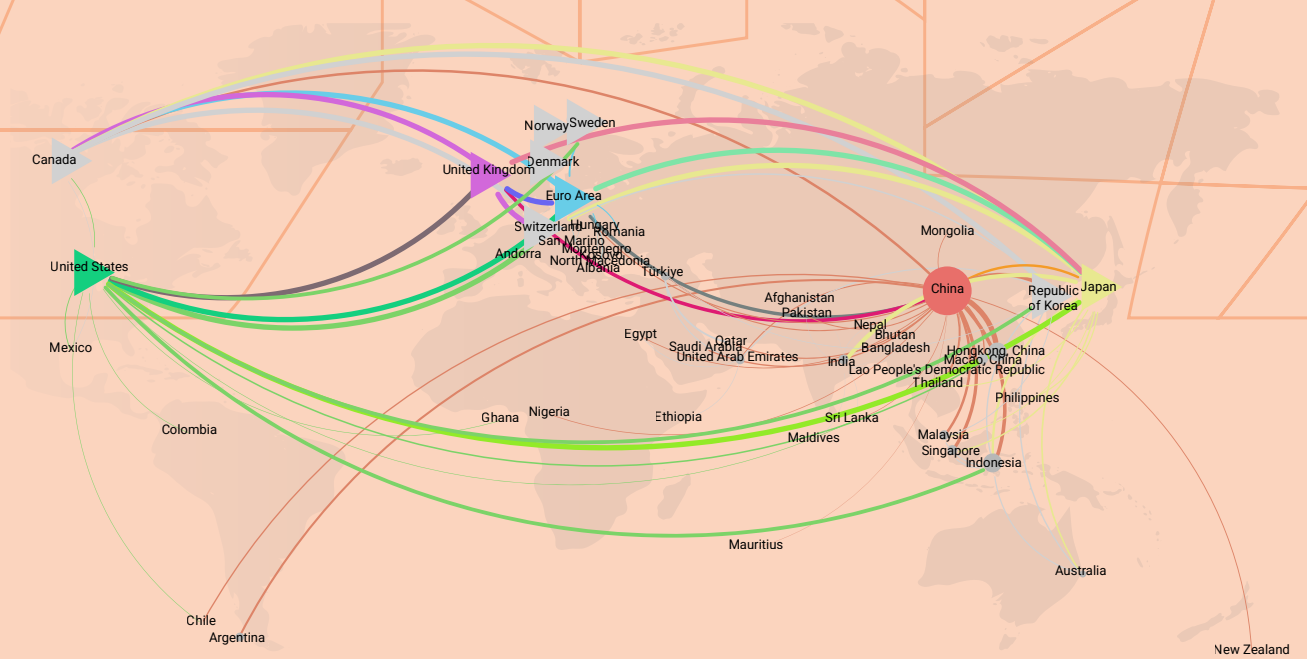 Norway
Sweden
Canada
United Kingdom
Denmark
Euro Area
Switzerland
Hungary
Romania
San Marino
Montenegro
Andorra
Kosovo
North Macedonia
Albania
Türkiye
Mongolia
United States
China
Republic
of Korea
Japan
Afghanistan
Pakistan
Nepal
Bhutan
Bangladesh
Egypt
Qatar
Saudi Arabia
United Arab Emirates
India
Hongkong, China
Macao, China
Lao People's Democratic Republic
Thailand
Mexico
Philippines
Colombia
Ghana
Nigeria
Ethiopia
Sri Lanka
Maldives
Malaysia
Singapore
Indonesia
Mauritius
Australia
Chile
Argentina
New Zealand